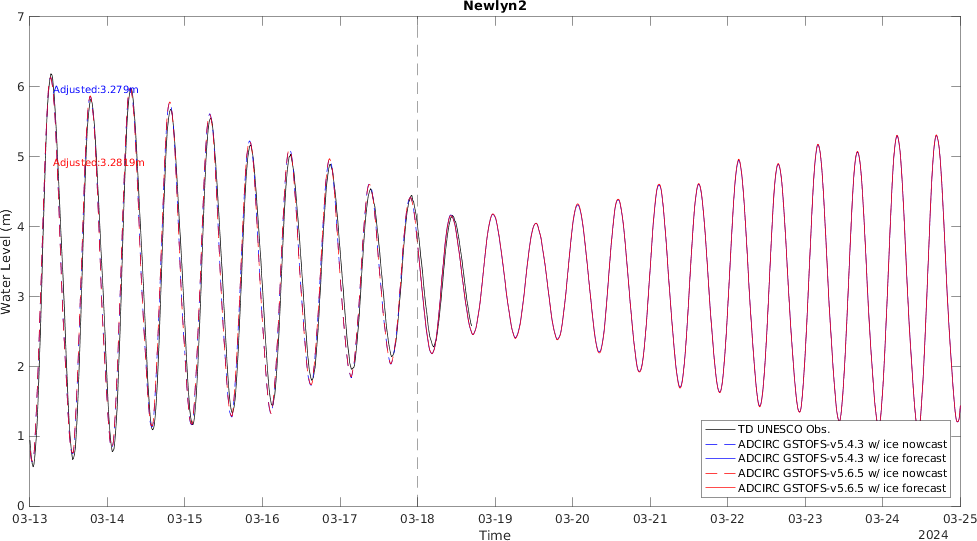 Newlyn2
7
6
5
4
3
2
1
0
Water Level (m)
Adjusted:3.279m
Adjusted:3.2819m
TD UNESCO Obs.
ADCIRC GSTOFS-v5.4.3 w/ ice nowcast
ADCIRC GSTOFS-v5.4.3 w/ ice forecast
ADCIRC GSTOFS-v5.6.5 w/ ice nowcast
ADCIRC GSTOFS-v5.6.5 w/ ice forecast
03-13 03-14 03-15 03-16 03-17 03-18 03-19 03-20 03-21 03-22 03-23 03-24 03-25
Time
2024